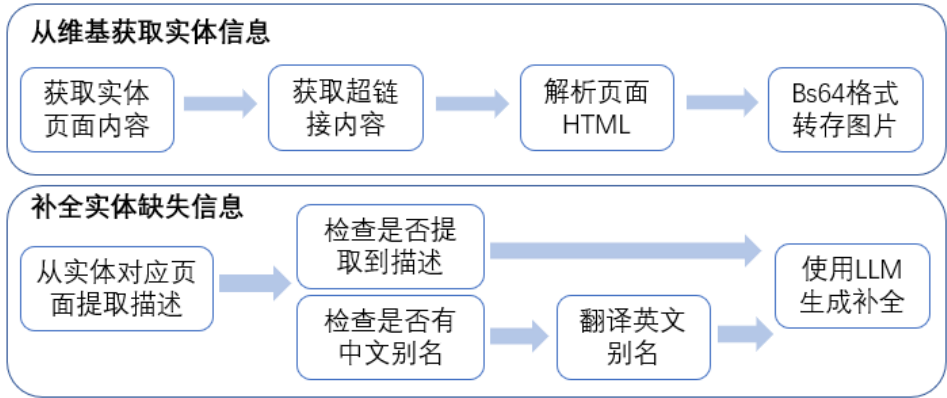 从维基获取实体信息
获取实体
页面内容
获取超链
接内容
解析页面
HTML
Bs64格式
转存图片
补全实体缺失信息
从实体对应页
面提取描述
检查是否提
取到描述
检查是否有
中文别名
翻译英文
别名
使用LLM
生成补全